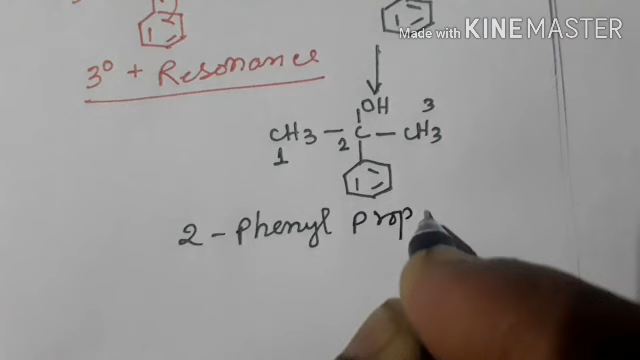 Made with KINEMASTER
3° + Resonance
OH 3
CH3 - C - CH3
1 2
2 - Phenyl Prop